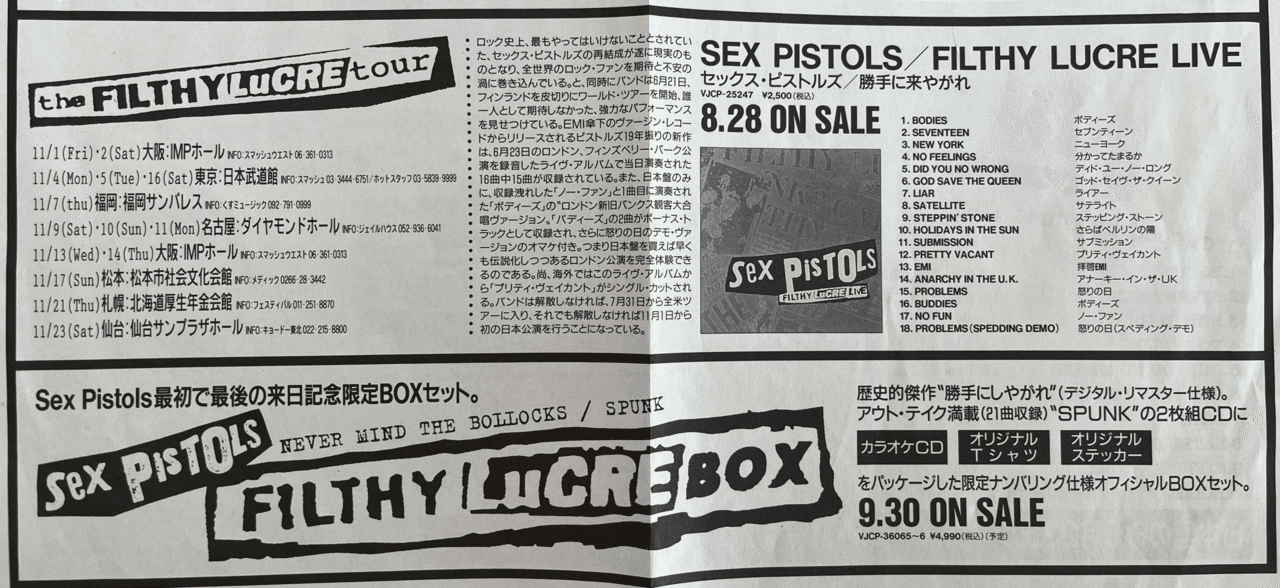 the FILTHY LUCRE tour
11/1(Fri)・2(Sat)大阪:IMPホール INFO:スマッシュウエスト 06-361-0313
11/4(Mon)・5(Tue)・16(Sat)東京:日本武道館 INFO:スマッシュ 03-3444-6751/ホットスタッフ 03-5839-9999
11/7(thu)福岡:福岡サンパレス INFO:くすミュージック 092-791-0999
11/9(Sat)・10(Sun)・11(Mon)名古屋:ダイヤモンドホール INFO:ジェイルハウス 052-936-6041
11/13(Wed)・14(Thu)大阪:IMPホール INFO:スマッシュウエスト 06-361-0313
11/17(Sun)松本:松本市社会文化会館 INFO:メディック 0266-28-3442
11/21(Thu)札幌:北海道厚生年金会館 INFO:フェスティバル 011-251-8870
11/23(Sat)仙台:仙台サンプラザホール INFO:キョードー東北 022-215-8800
ロック史上、最もやってはいけないこととされてい
た、セックス・ピストルズの再結成が遂に現実のも
のとなり、全世界のロック・ファンを期待と不安の
渦に巻き込んでいる。と、同時にバンドは6月21日、
フィンランドを皮切りにワールド・ツアーを開始、誰
一人として期待しなかった、強力なパフォーマンス
を見せつけている。EMI傘下のヴァージン・レコー
ドからリリースされるピストルズ19年振りの新作
は、6月23日のロンドン、フィンズベリー・パーク公
演を録音したライヴ・アルバムで当日演奏された
16曲中15曲が収録されている。また、日本盤のみ
に、収録洩れした「ノー・ファン」と1曲目に演奏され
た「ボディーズ」の"ロンドン新旧パンクス観客大合
唱ヴァージョン。「バディーズ」の2曲がボーナス・ト
ラックとして収録され、さらに怒りの日のデモ・ヴァ
ージョンのオマケ付き。つまり日本盤を買えば早く
も伝説化しつつあるロンドン公演を完全体験でき
るのである。尚、海外ではこのライヴ・アルバムか
ら「プリティ・ヴェイカント」がシングル・カットされ
る。バンドは解散しなければ、7月31日から全米ツ
アーに入り、それでも解散しなければ11月1日から
初の日本公演を行うことになっている。
SEX PISTOLS/FILTHY LUCRE LIVE
セックス・ピストルズ/勝手に来やがれ
VJCP-25247 ¥2,500(税込)
8.28 ON SALE
SEX PISTOLS
FILTHY LUCRE LIVE
1. BODIES ボディーズ
2. SEVENTEEN セブンティーン
3. NEW YORK ニューヨーク
4. NO FEELINGS 分かってたまるか
5. DID YOU NO WRONG ディド・ユー・ノー・ロング
6. GOD SAVE THE QUEEN ゴッド・セイヴ・ザ・クイーン
7. LIAR ライアー
8. SATELLITE サテライト
9. STEPPIN' STONE ステッピング・ストーン
10. HOLIDAYS IN THE SUN さらばベルリンの陽
11. SUBMISSION サブミッション
12. PRETTY VACANT プリティ・ヴェイカント
13. EMI 拝啓EMI
14. ANARCHY IN THE U.K. アナーキー・イン・ザ・UK
15. PROBLEMS 怒りの日
16. BUDDIES ボディーズ
17. NO FUN ノー・ファン
18. PROBLEMS(SPEDDING DEMO) 怒りの日(スペディング・デモ)
Sex Pistols最初で最後の来日記念限定BOXセット。
SEX PISTOLS
NEVER MIND THE BOLLOCKS / SPUNK
FILTHY LUCRE BOX
歴史的傑作"勝手にしやがれ"(デジタル・リマスター仕様)。
アウト・テイク満載(21曲収録)"SPUNK"の2枚組CDに
カラオケCD オリジナルTシャツ オリジナルステッカー
をパッケージした限定ナンバリング仕様オフィシャルBOXセット。
9.30 ON SALE
VJCP-36065~6 ¥4,990(税込)(予定)